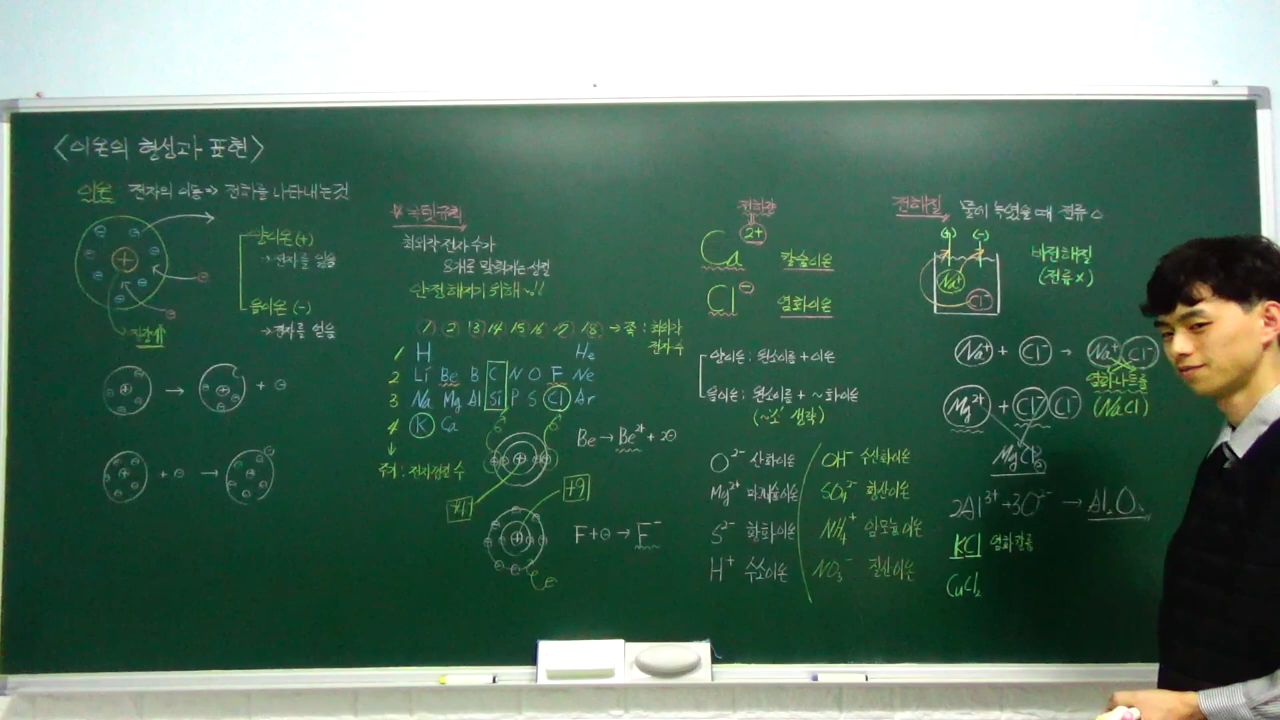 <이온의 형성과 표현>
이온 전자의 이동 ⇒ 전하를 나타내는 것
양이온 (+)
→ 전자를 잃음
음이온 (-)
→ 전자를 얻음
옥텟규칙
최외각 전자 수가
8개로 맞춰지는 성질
안정해지기 위해
1 2 13 14 15 16 17 18 → 족 : 최외각 전자 수
1 H He
2 Li Be B C N O F Ne
3 Na Mg Al Si P S Cl Ar
4 K Ca
주기 : 전자껍질 수
Be → Be²⁺ + 2⊖
+9
F + ⊖ → F⁻
전하량
Ca 2+ 칼슘이온
Cl ⊖ 염화이온
양이온 : 원소이름 + 이온
음이온 : 원소이름 + ~화이온
(~'소' 생략)
O²⁻ 산화이온
Mg²⁺ 마그네슘이온
S²⁻ 황화이온
H⁺ 수소이온
OH⁻ 수산화이온
SO₄²⁻ 황산이온
NH₄⁺ 암모늄이온
NO₃⁻ 질산이온
전해질 물에 녹였을 때 전류 ○
(+) (-)
Na⁺
Cl⁻
비전해질
(전류 x)
Na⁺ + Cl⁻ → Na⁺ Cl⁻
염화나트륨
(NaCl)
Mg²⁺ + Cl⁻ Cl⁻
MgCl₂
2Al³⁺ + 3O²⁻ → Al₂O₃
KCl 염화칼륨
CuCl₂